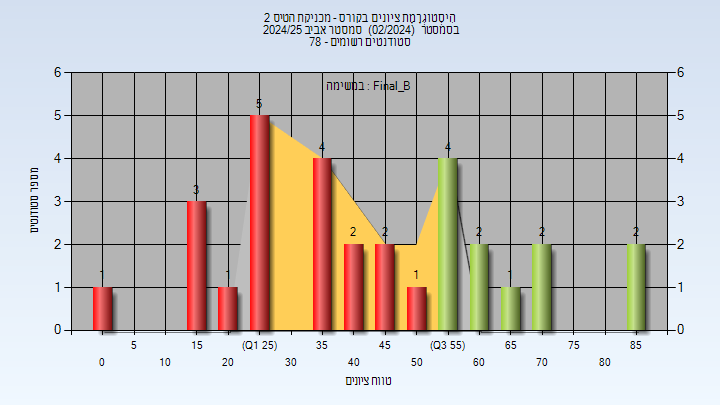 היסטוגרמת ציונים בקורס - מכניקת הטיס 2
בסמסטר (02/2024) סמסטר אביב 2024/25
סטודנטים רשומים - 78
במשימה : Final_B
מספר סטודנטים
6 6
5 5
4 4
3 3
2 2
1 1
0 0
1 3 1 5 4 2 2 1 4 2 1 2 2
5 15 (Q1 25) 35 45 (Q3 55) 65 75 85
0 10 20 30 40 50 60 70 80
טווח ציונים